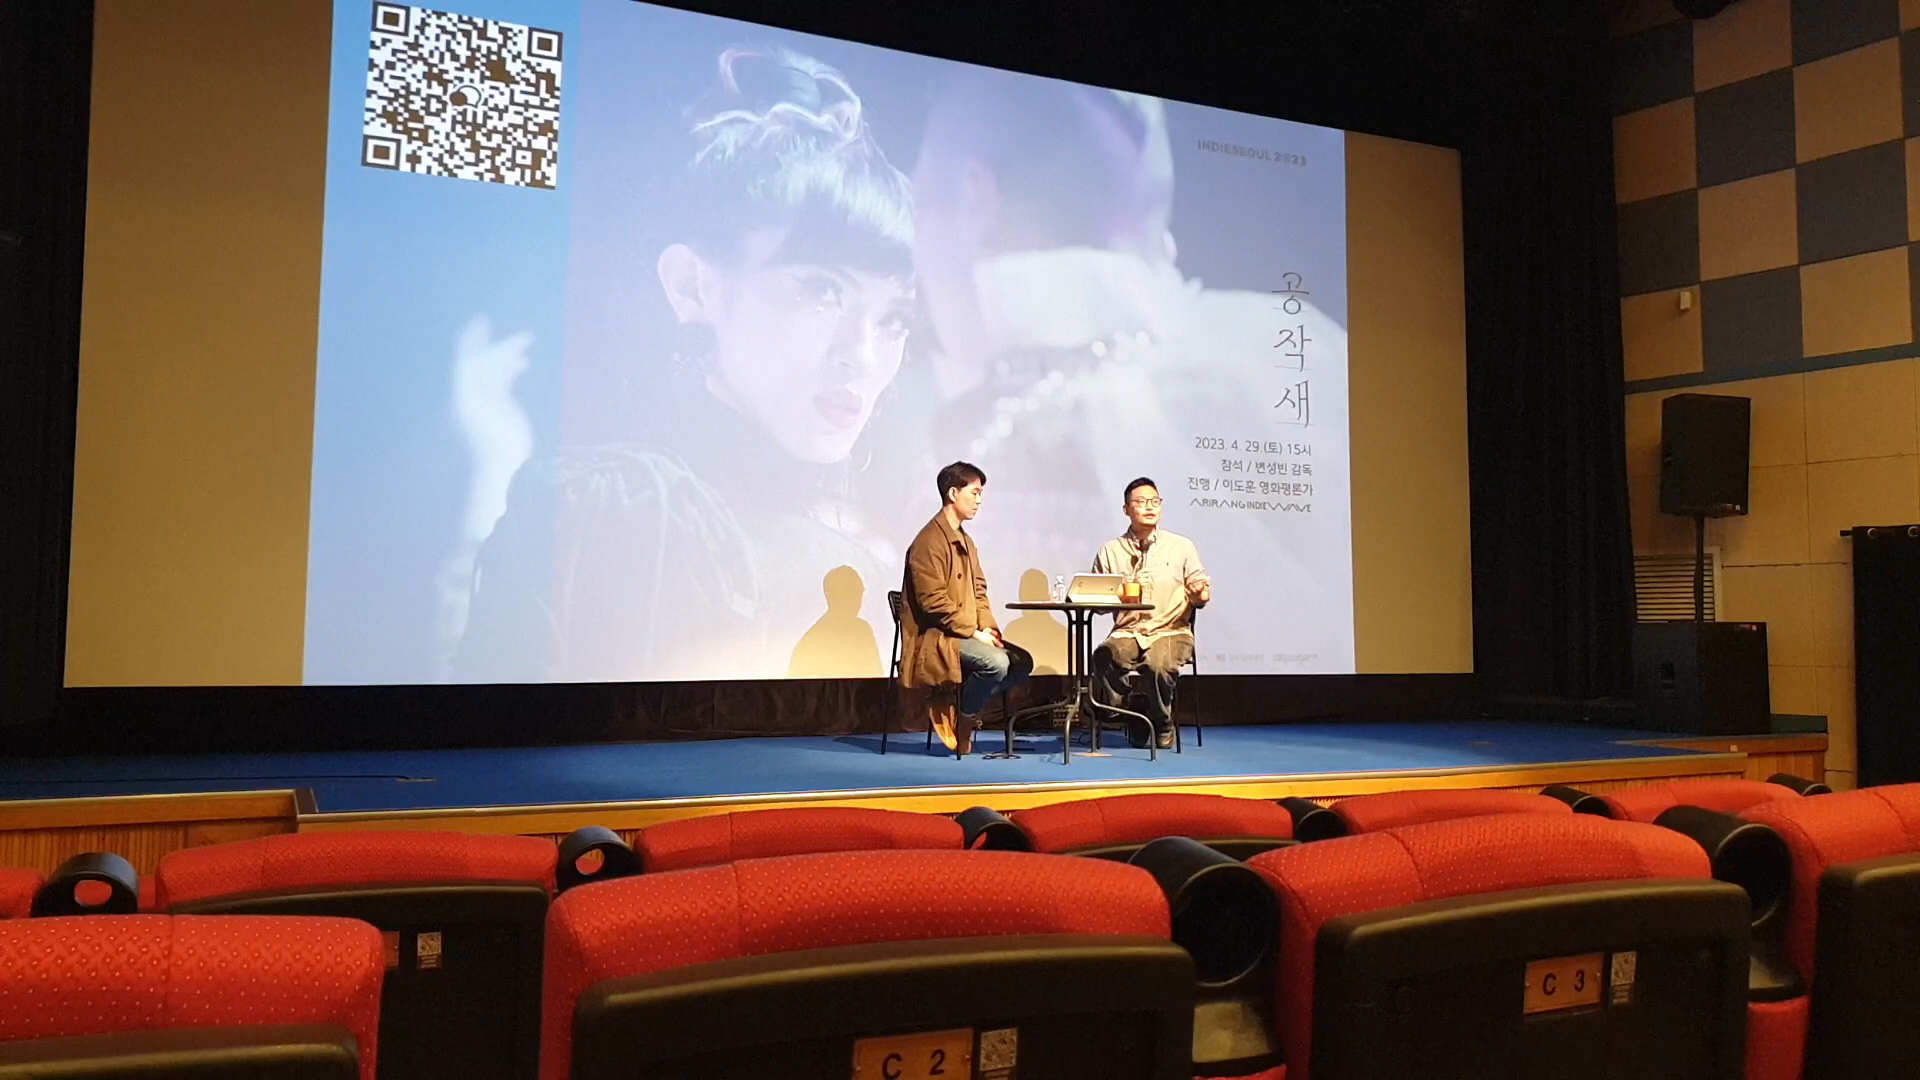 INDIESEOUL 2023
공작새
2023. 4. 29.(토) 15시
참석 / 변성빈 감독
진행 / 이도훈 영화평론가
ARIRANG INDIE WAVE
C 2
C 3